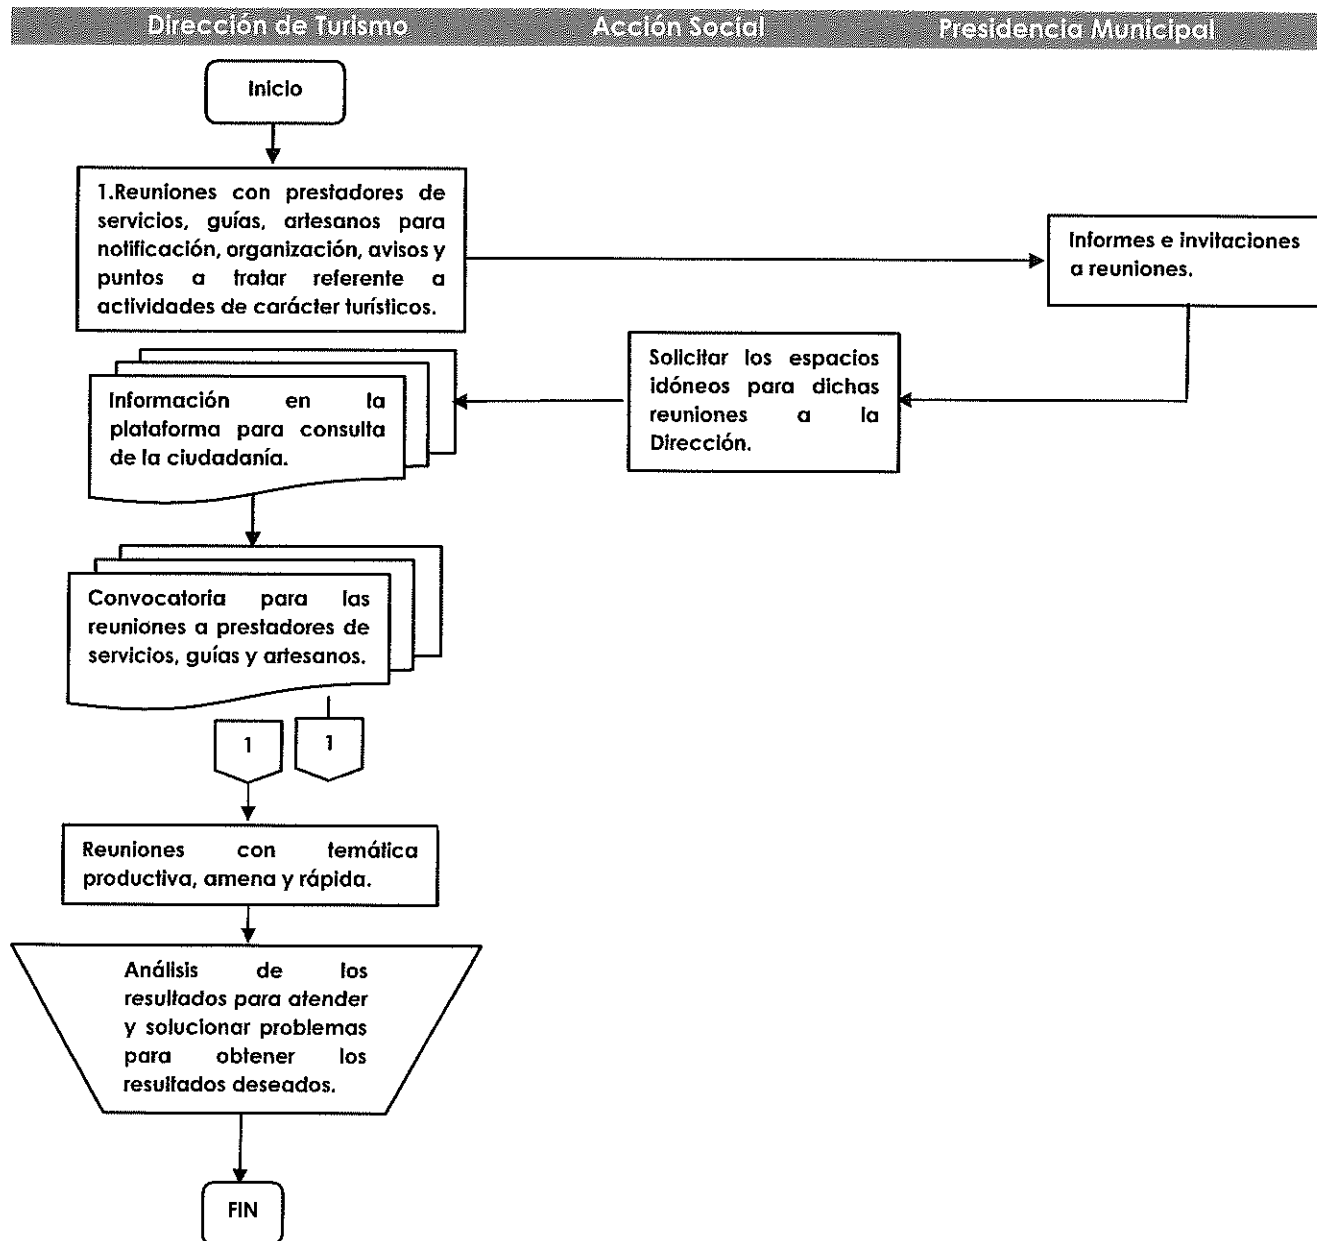 Dirección de Turismo Acción Social Presidencia Municipal
Inicio
1.Reuniones con prestadores de
servicios, guías, artesanos para
notificación, organización, avisos y
puntos a tratar referente a
actividades de carácter turísticos.
Informes e invitaciones
a reuniones.
Solicitar los espacios
idóneos para dichas
reuniones a la
Dirección.
Información en la
plataforma para consulta
de la ciudadanía.
Convocatoria para las
reuniones a prestadores de
servicios, guías y artesanos.
1 1
Reuniones con temática
productiva, amena y rápida.
Análisis de los
resultados para atender
y solucionar problemas
para obtener los
resultados deseados.
FIN